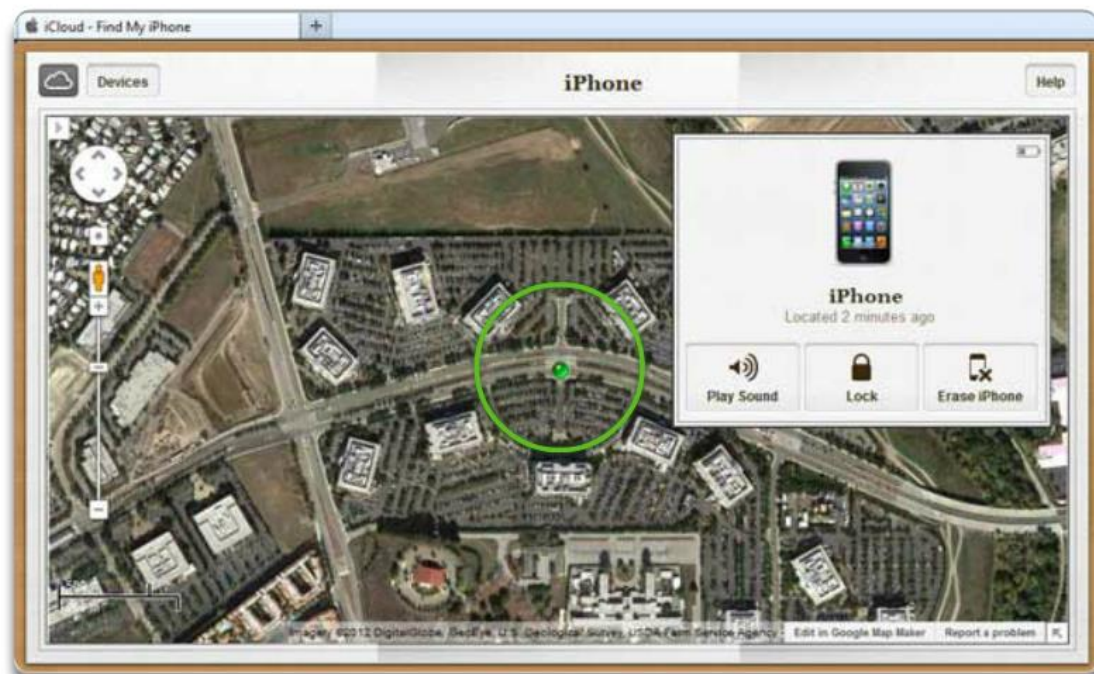 iCloud - Find My iPhone
+
Devices
iPhone
Help
iPhone
Located 2 minutes ago
Play Sound
Lock
Erase iPhone
Imagery ©2012 DigitalGlobe, GeoEye, U.S. Geological Survey, USDA Farm Service Agency - Edit in Google Map Maker Report a problem